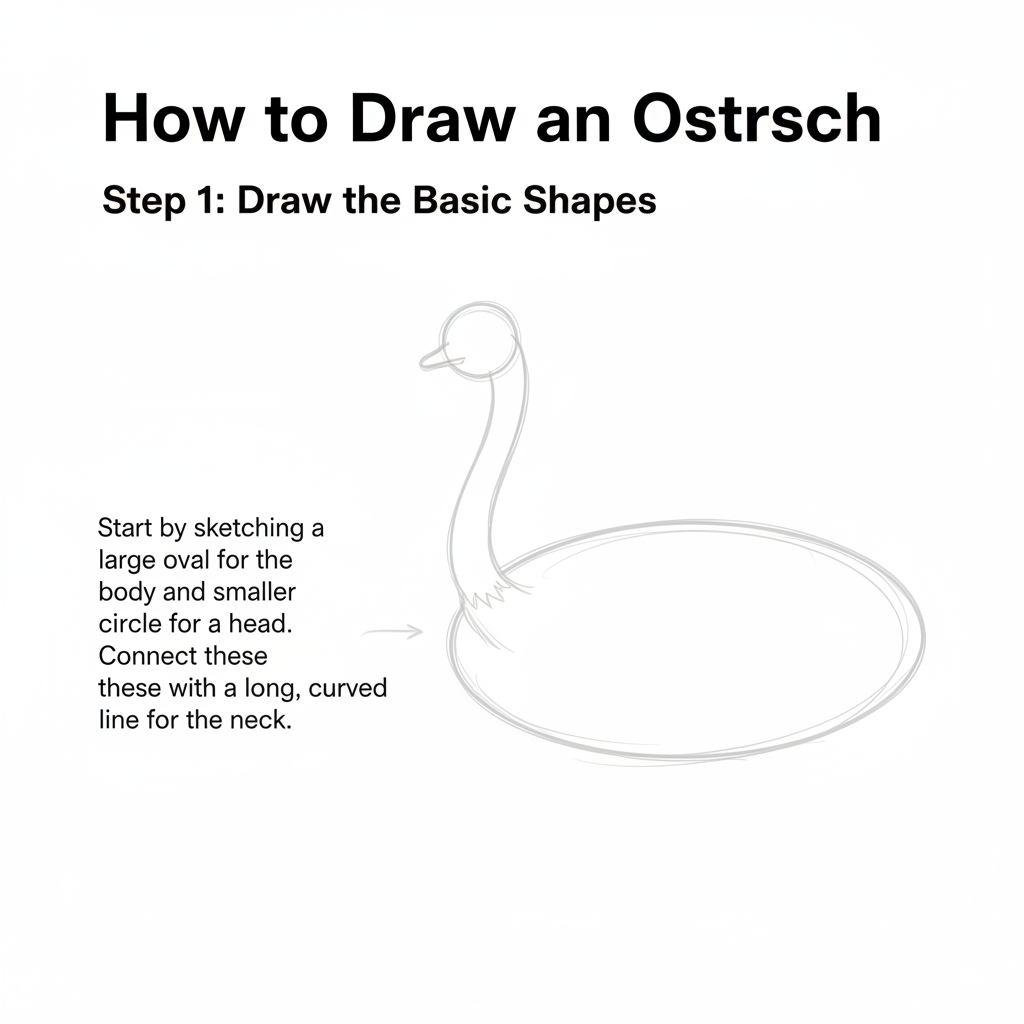 How to Draw an Ostrsch
Step 1: Draw the Basic Shapes
Start by sketching a
large oval for the
body and smaller
circle for a head.
Connect these
these with a long, curved
line for the neck.